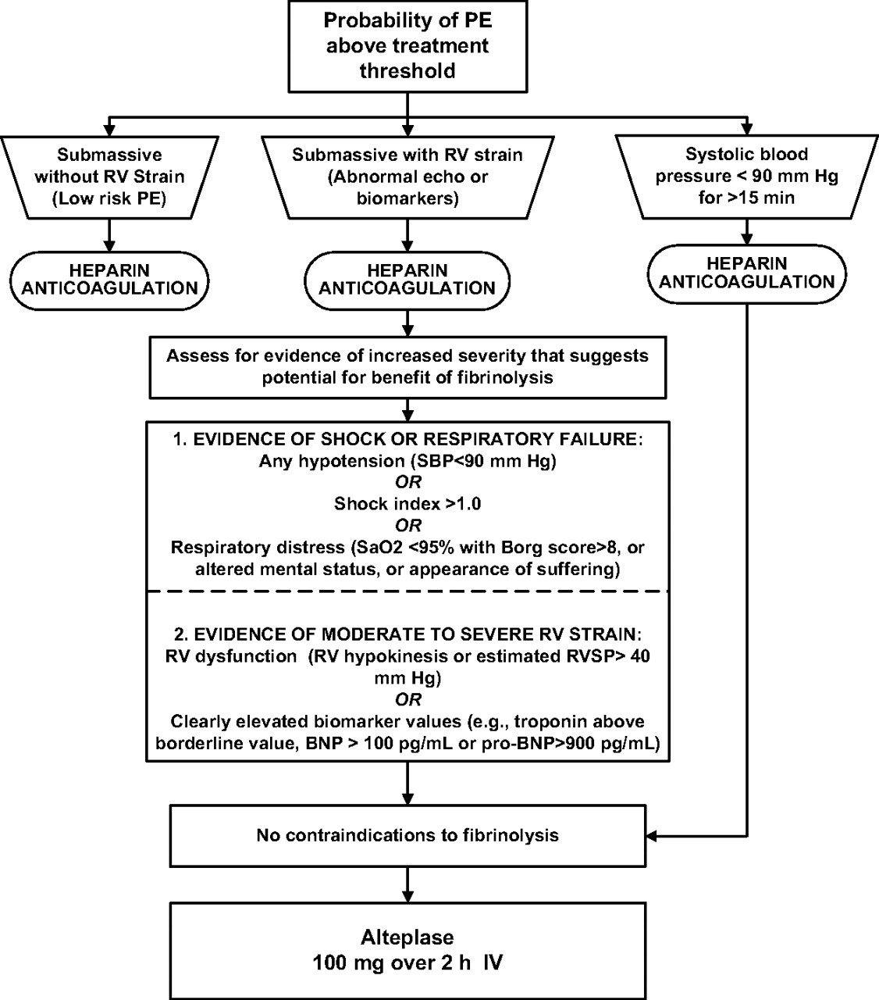 Probability of PE
above treatment
threshold
Submassive
without RV Strain
(Low risk PE)
Submassive with RV strain
(Abnormal echo or
biomarkers)
Systolic blood
pressure < 90 mm Hg
for >15 min
HEPARIN
ANTICOAGULATION
HEPARIN
ANTICOAGULATION
HEPARIN
ANTICOAGULATION
Assess for evidence of increased severity that suggests
potential for benefit of fibrinolysis
1. EVIDENCE OF SHOCK OR RESPIRATORY FAILURE:
Any hypotension (SBP<90 mm Hg)
OR
Shock index >1.0
OR
Respiratory distress (SaO2 <95% with Borg score>8, or
altered mental status, or appearance of suffering)
2. EVIDENCE OF MODERATE TO SEVERE RV STRAIN:
RV dysfunction (RV hypokinesis or estimated RVSP> 40
mm Hg)
OR
Clearly elevated biomarker values (e.g., troponin above
borderline value, BNP > 100 pg/mL or pro-BNP>900 pg/mL)
No contraindications to fibrinolysis
Alteplase
100 mg over 2 h IV